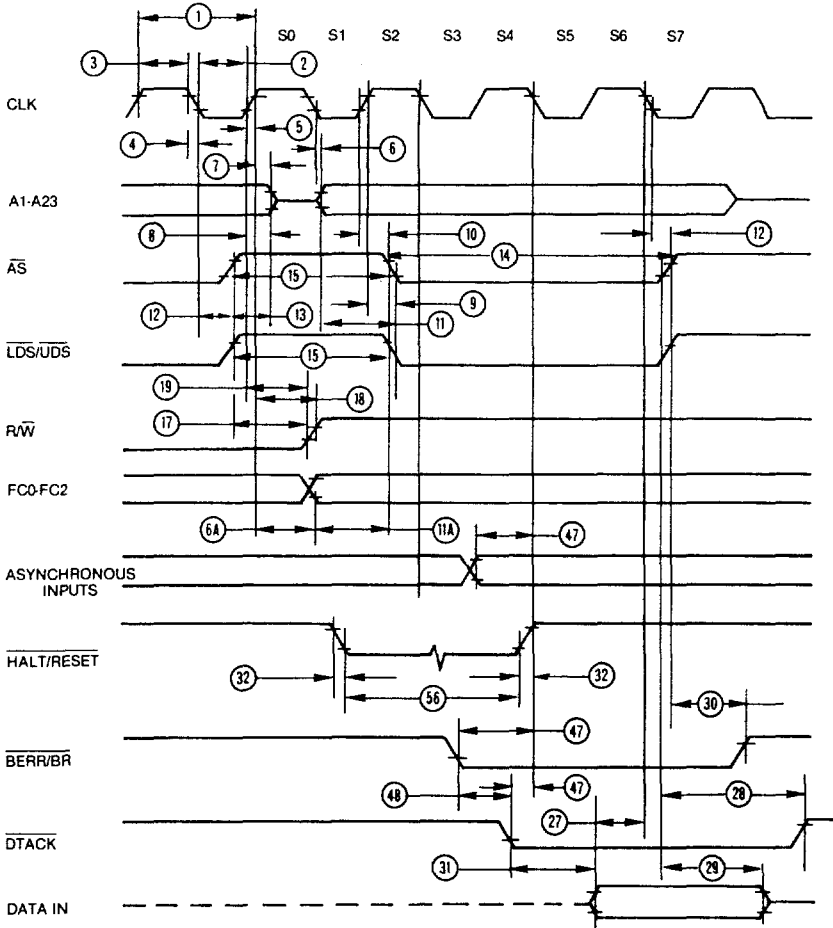 1
S0 S1 S2 S3 S4 S5 S6 S7
3 2
CLK
4 5 6
7
A1-A23
8 10 12
14
AS
15
9
12 13 11
LDS/UDS
15
19 18
17
R/W
FC0-FC2
6A 11A 47
ASYNCHRONOUS
INPUTS
HALT/RESET
32 32
56
30
47
BERR/BR
48 47 28
27
DTACK
31 29
DATA IN